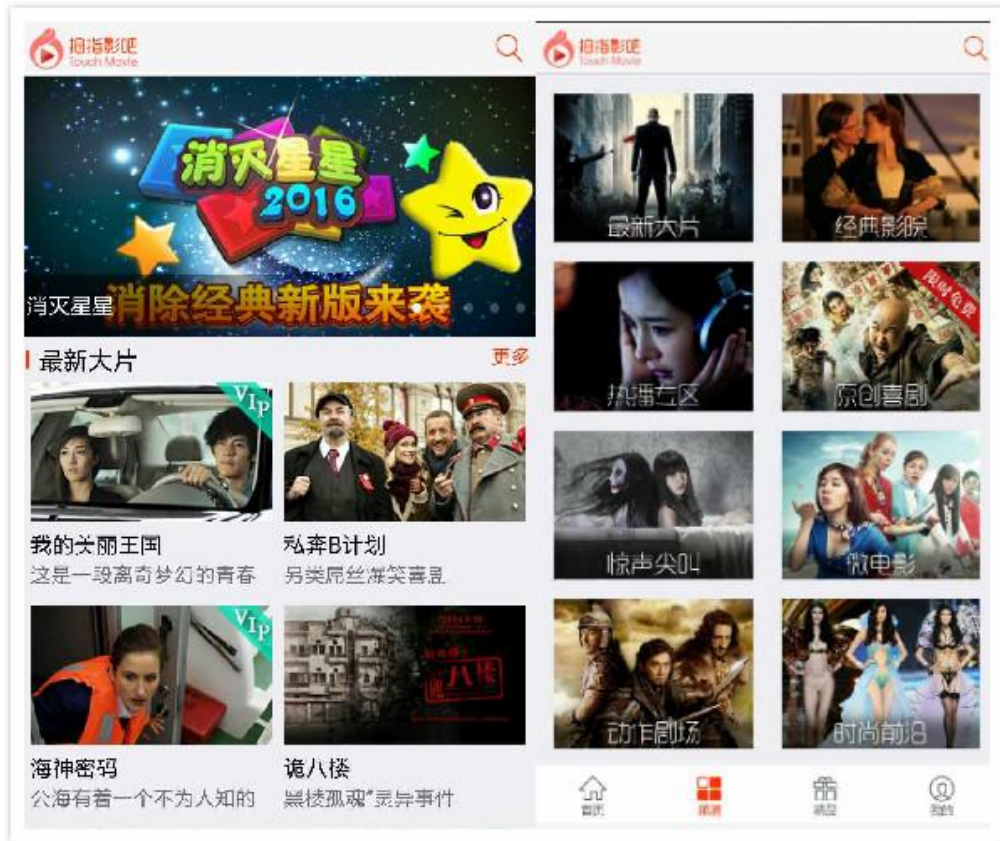 拇指影吧
Touch Movie
消灭星星
2016
消除经典新版来袭
消灭星星
最新大片
更多
VIP
我的美丽王国
这是一段离奇梦幻的青春
私奔B计划
另类屌丝爆笑喜剧
VIP
海神密码
公海有着一个不为人知的
诡八楼
黑楼孤魂"灵异事件
拇指影吧
Touch Movie
最新大片
经典影院
热播专区
限时免费
原创喜剧
惊声尖叫
微电影
动作剧场
时尚前沿
首页
频道
精品
我的